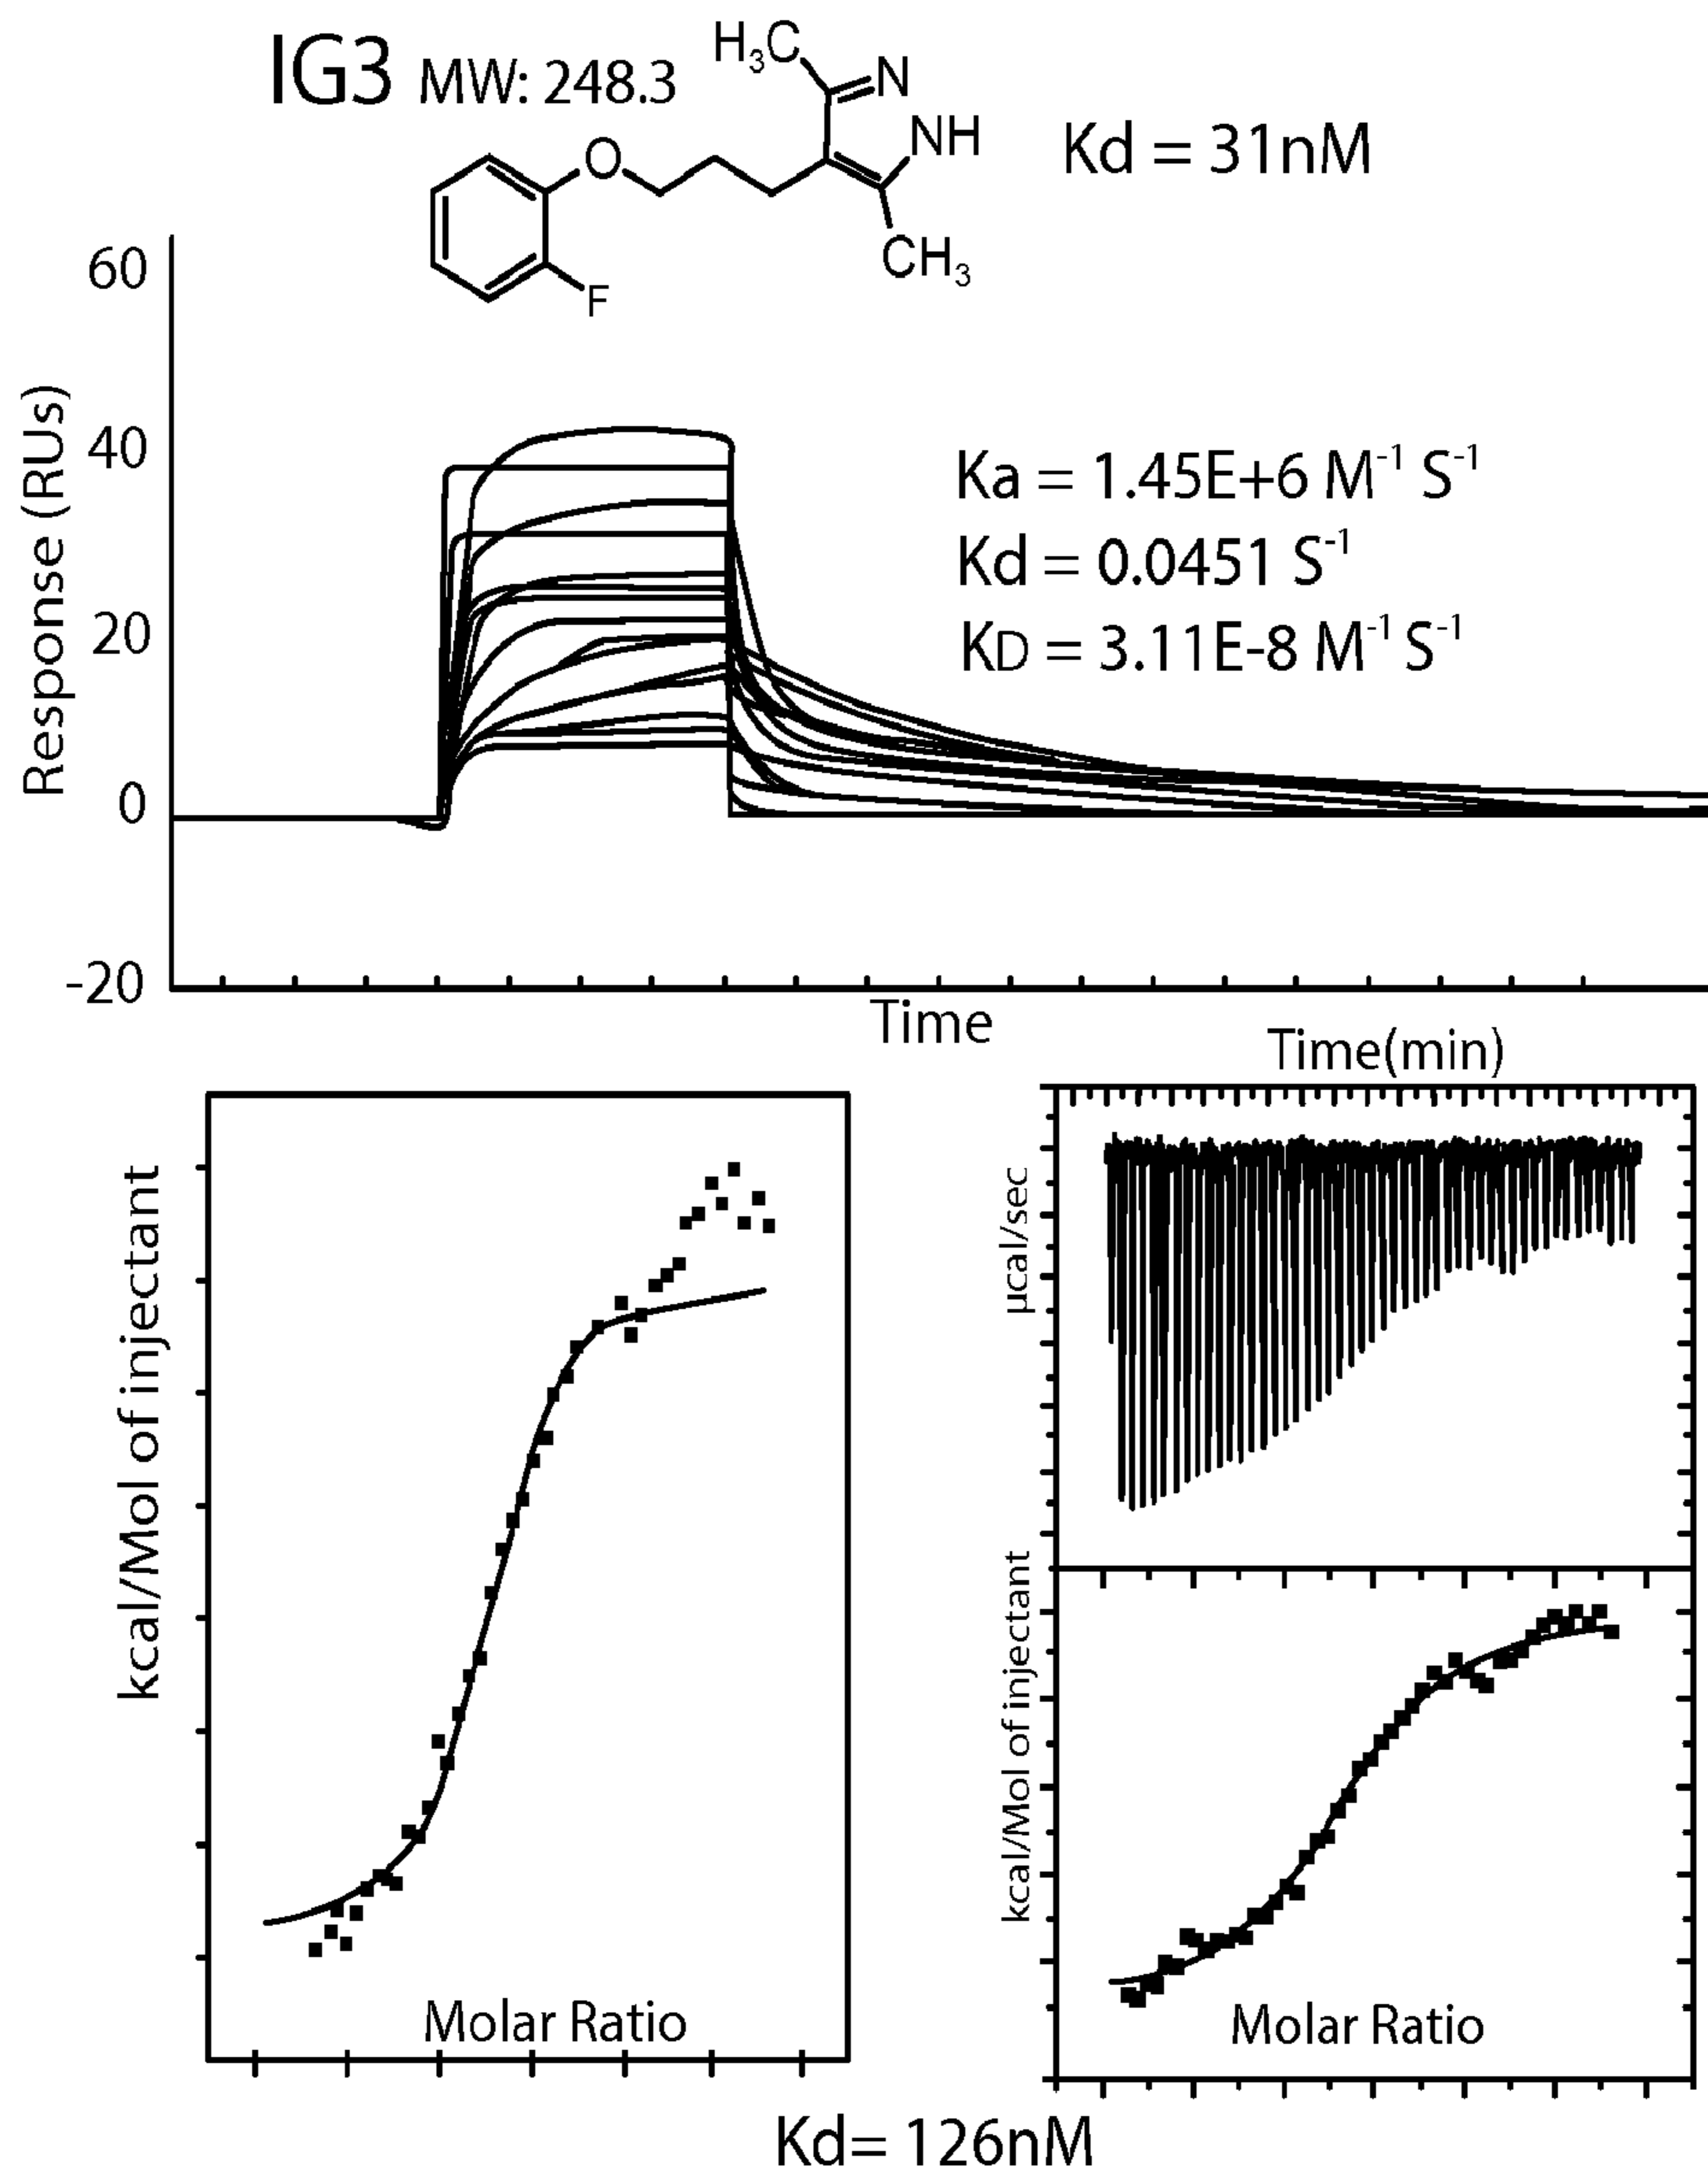 IG3 MW: 248.3
H3C
N
NH
O
CH3
F
Kd = 31nM
60
40
20
0
-20
Response (RUs)
Ka = 1.45E+6 M-1 S-1
Kd = 0.0451 S-1
KD = 3.11E-8 M-1 S-1
Time
Time(min)
kcal/Mol of injectant
Molar Ratio
µcal/sec
kcal/Mol of injectant
Molar Ratio
Kd= 126nM